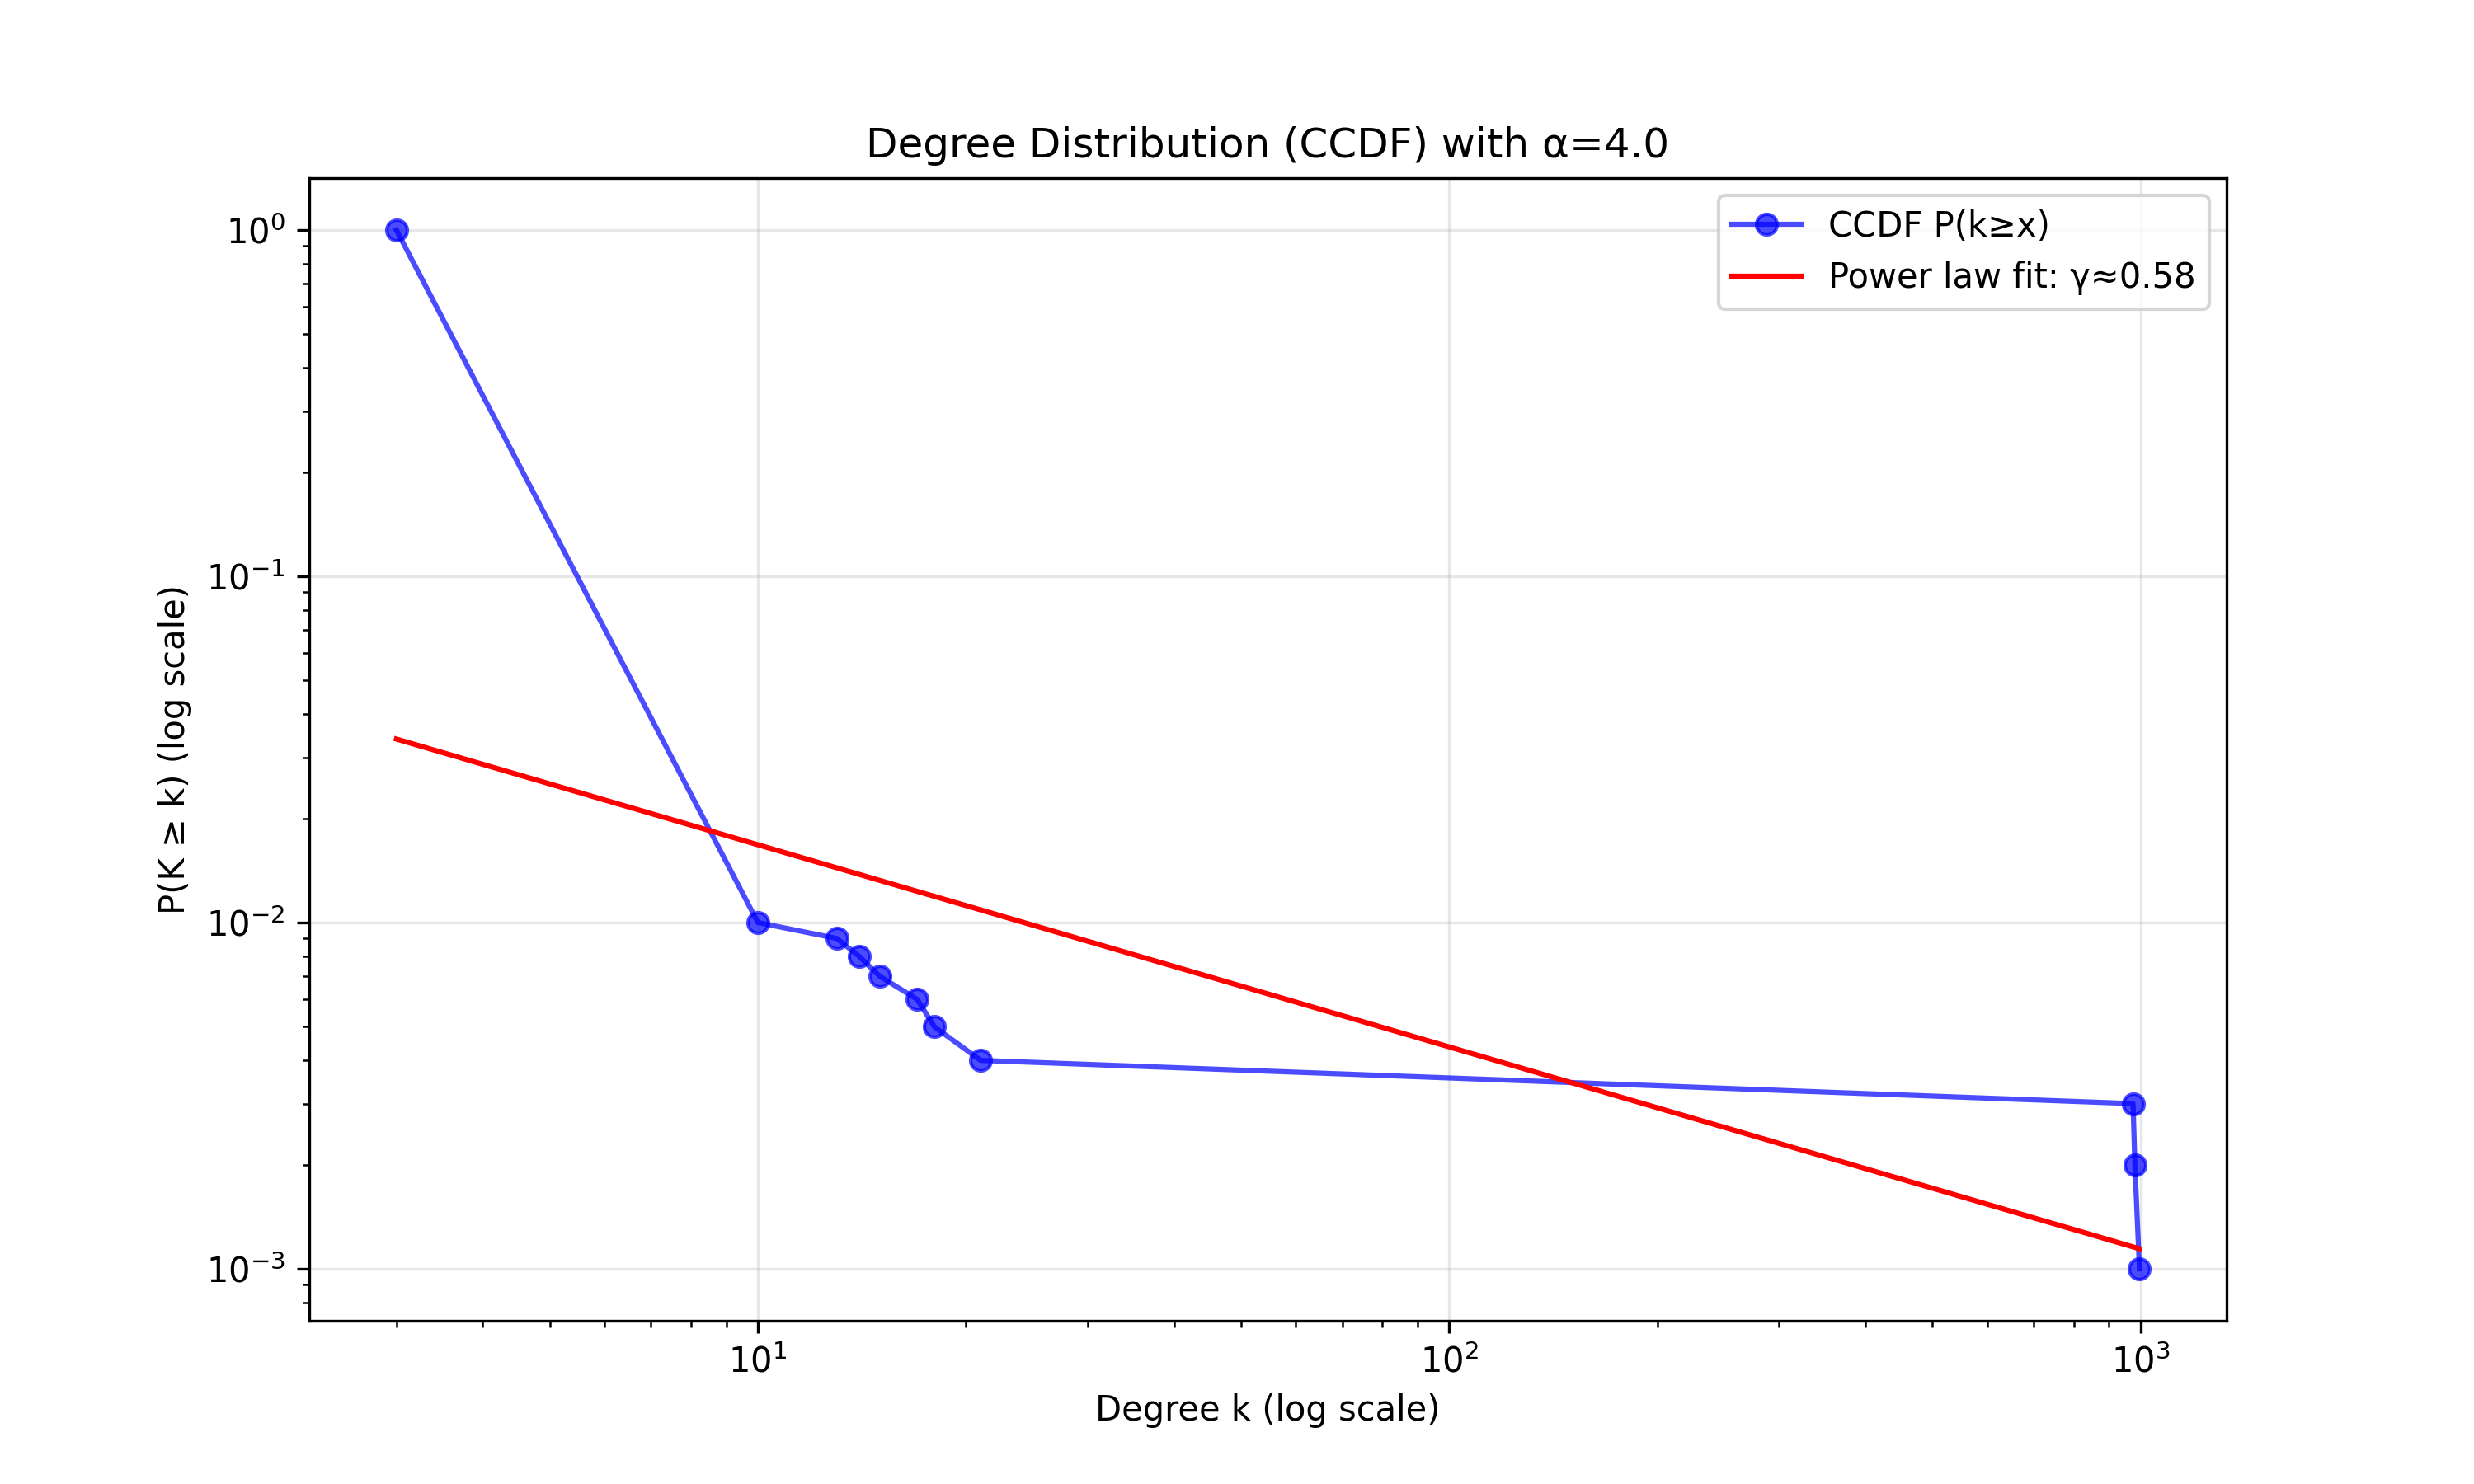 Degree Distribution (CCDF) with α=4.0
CCDF P(k≥x)
Power law fit: γ≈0.58
P(K ≥ k) (log scale)
10⁰
10⁻¹
10⁻²
10⁻³
10¹ 10² 10³
Degree k (log scale)